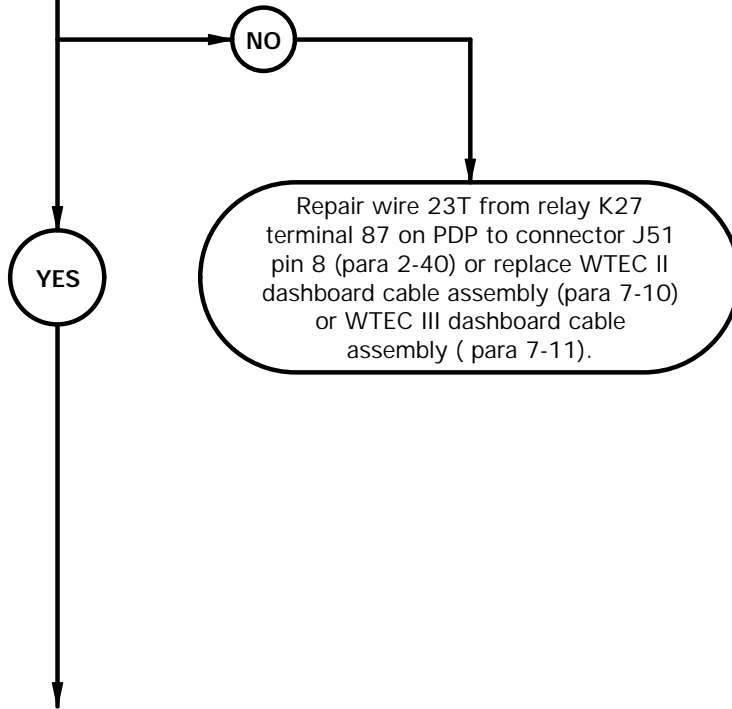 NO
YES
Repair wire 23T from relay K27
terminal 87 on PDP to connector J51
pin 8 (para 2-40) or replace WTEC II
dashboard cable assembly (para 7-10)
or WTEC III dashboard cable
assembly ( para 7-11).